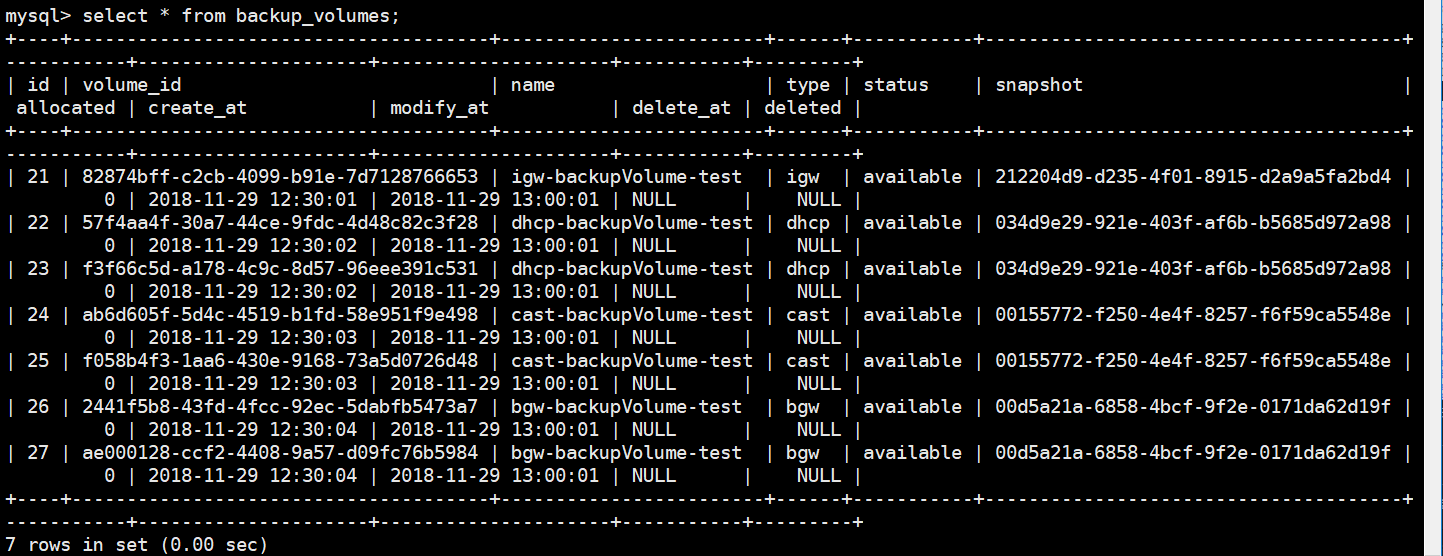 mysql> select * from backup_volumes;
+----+--------------------------------------+------------------------+------+-----------+--------------------------------------+
-----------+---------------------+---------------------+-----------+---------+
| id | volume_id                            | name                   | type | status    | snapshot                             |
 allocated | create_at           | modify_at           | delete_at | deleted |
+----+--------------------------------------+------------------------+------+-----------+--------------------------------------+
-----------+---------------------+---------------------+-----------+---------+
| 21 | 82874bff-c2cb-4099-b91e-7d7128766653 | igw-backupVolume-test  | igw  | available | 212204d9-d235-4f01-8915-d2a9a5fa2bd4 |
         0 | 2018-11-29 12:30:01 | 2018-11-29 13:00:01 | NULL      |    NULL |
| 22 | 57f4aa4f-30a7-44ce-9fdc-4d48c82c3f28 | dhcp-backupVolume-test | dhcp | available | 034d9e29-921e-403f-af6b-b5685d972a98 |
         0 | 2018-11-29 12:30:02 | 2018-11-29 13:00:01 | NULL      |    NULL |
| 23 | f3f66c5d-a178-4c9c-8d57-96eee391c531 | dhcp-backupVolume-test | dhcp | available | 034d9e29-921e-403f-af6b-b5685d972a98 |
         0 | 2018-11-29 12:30:02 | 2018-11-29 13:00:01 | NULL      |    NULL |
| 24 | ab6d605f-5d4c-4519-b1fd-58e951f9e498 | cast-backupVolume-test | cast | available | 00155772-f250-4e4f-8257-f6f59ca5548e |
         0 | 2018-11-29 12:30:03 | 2018-11-29 13:00:01 | NULL      |    NULL |
| 25 | f058b4f3-1aa6-430e-9168-73a5d0726d48 | cast-backupVolume-test | cast | available | 00155772-f250-4e4f-8257-f6f59ca5548e |
         0 | 2018-11-29 12:30:03 | 2018-11-29 13:00:01 | NULL      |    NULL |
| 26 | 2441f5b8-43fd-4fcc-92ec-5dabfb5473a7 | bgw-backupVolume-test  | bgw  | available | 00d5a21a-6858-4bcf-9f2e-0171da62d19f |
         0 | 2018-11-29 12:30:04 | 2018-11-29 13:00:01 | NULL      |    NULL |
| 27 | ae000128-ccf2-4408-9a57-d09fc76b5984 | bgw-backupVolume-test  | bgw  | available | 00d5a21a-6858-4bcf-9f2e-0171da62d19f |
         0 | 2018-11-29 12:30:04 | 2018-11-29 13:00:01 | NULL      |    NULL |
+----+--------------------------------------+------------------------+------+-----------+--------------------------------------+
-----------+---------------------+---------------------+-----------+---------+
7 rows in set (0.00 sec)